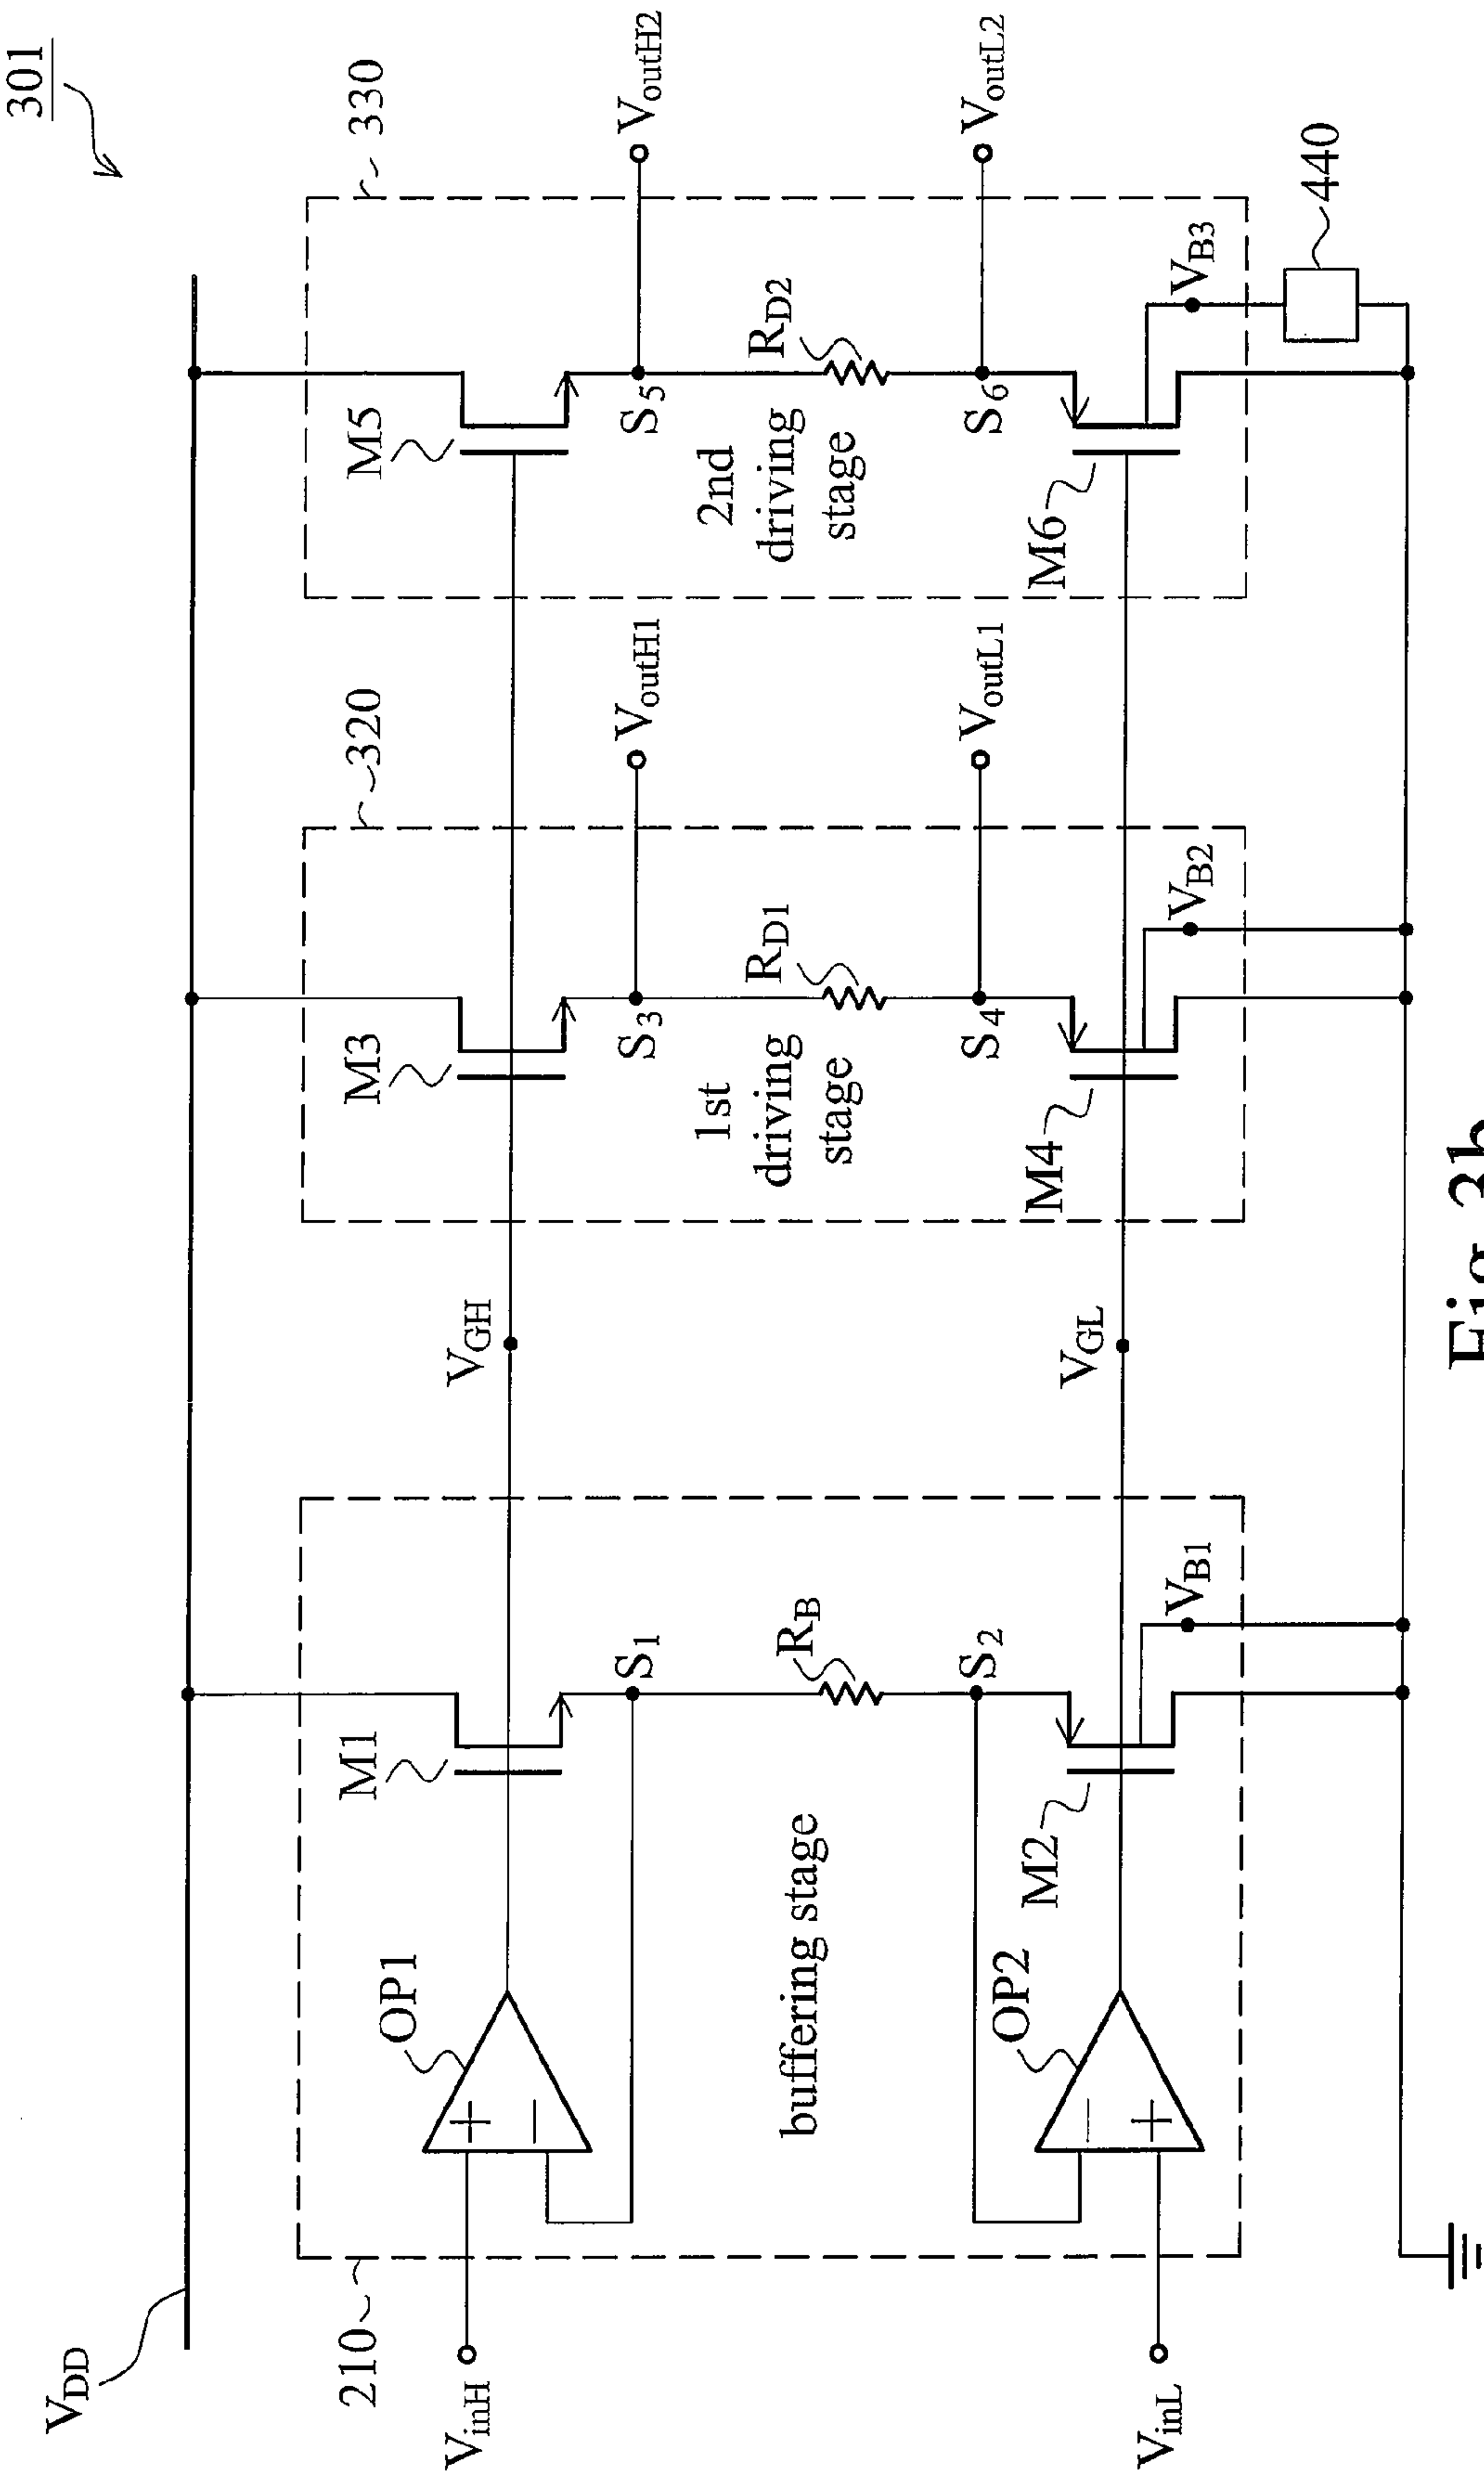 301
V_DD
210
330
320
M1
M3
M5
OP1
V_GH
V_inH
S_1
S_3
S_5
V_outH1
V_outH2
buffering stage
R_B
1st
driving
stage
R_D1
2nd
driving
stage
R_D2
S_2
S_4
S_6
V_outL1
V_outL2
OP2
M2
V_GL
M4
M6
V_inL
V_B1
V_B2
V_B3
440
+
−
−
+
Fig. 3b